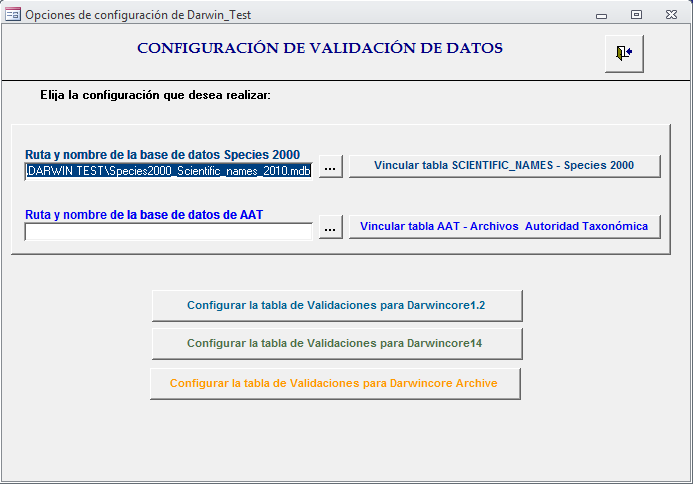 Opciones de configuración de Darwin_Test
CONFIGURACIÓN DE VALIDACIÓN DE DATOS
Elija la configuración que desea realizar:
Ruta y nombre de la base de datos Species 2000
.DARWIN TEST\Species2000_Scientific_names_2010.mdb
...
Vincular tabla SCIENTIFIC_NAMES - Species 2000
Ruta y nombre de la base de datos de AAT
...
Vincular tabla AAT - Archivos Autoridad Taxonómica
Configurar la tabla de Validaciones para Darwincore1.2
Configurar la tabla de Validaciones para Darwincore14
Configurar la tabla de Validaciones para Darwincore Archive